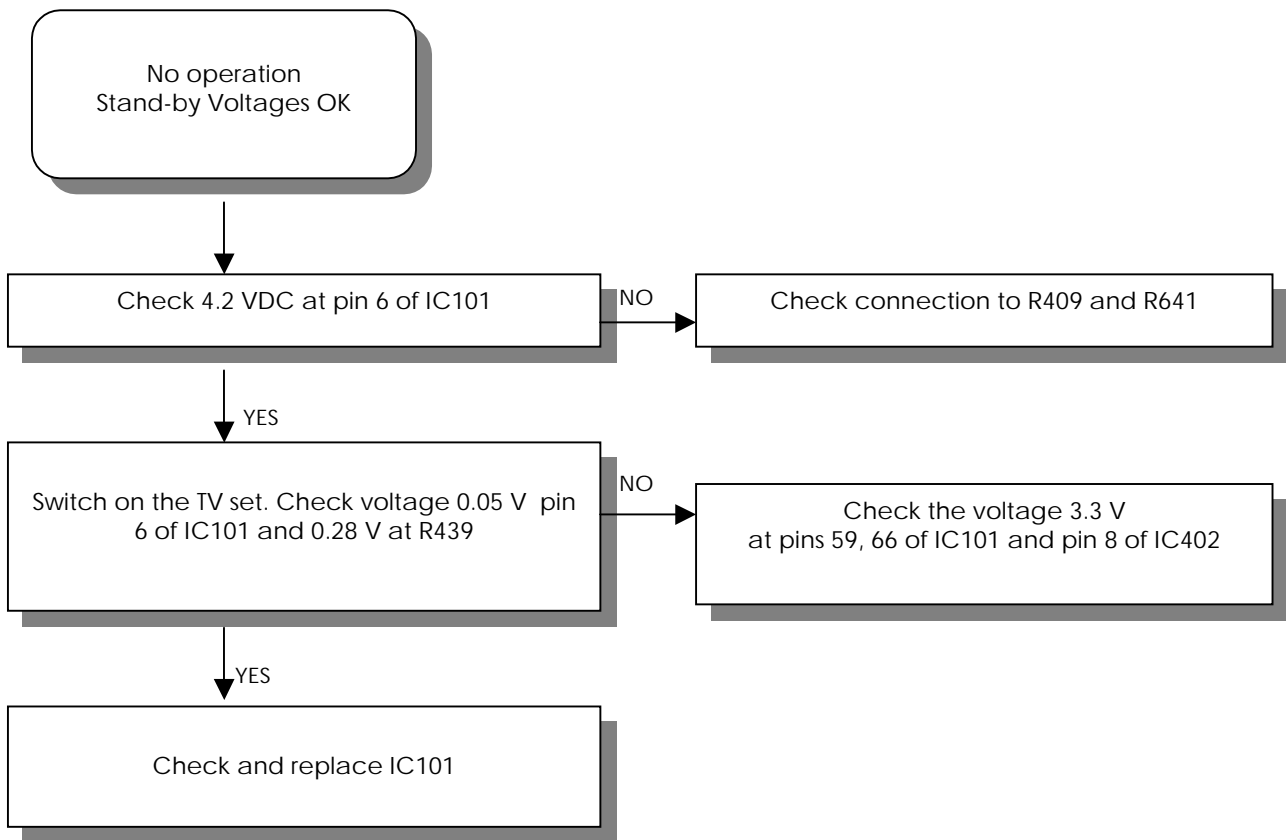 No operation
Stand-by Voltages OK
Check 4.2 VDC at pin 6 of IC101
NO
Check connection to R409 and R641
YES
Switch on the TV set. Check voltage 0.05 V pin
6 of IC101 and 0.28 V at R439
NO
Check the voltage 3.3 V
at pins 59, 66 of IC101 and pin 8 of IC402
YES
Check and replace IC101